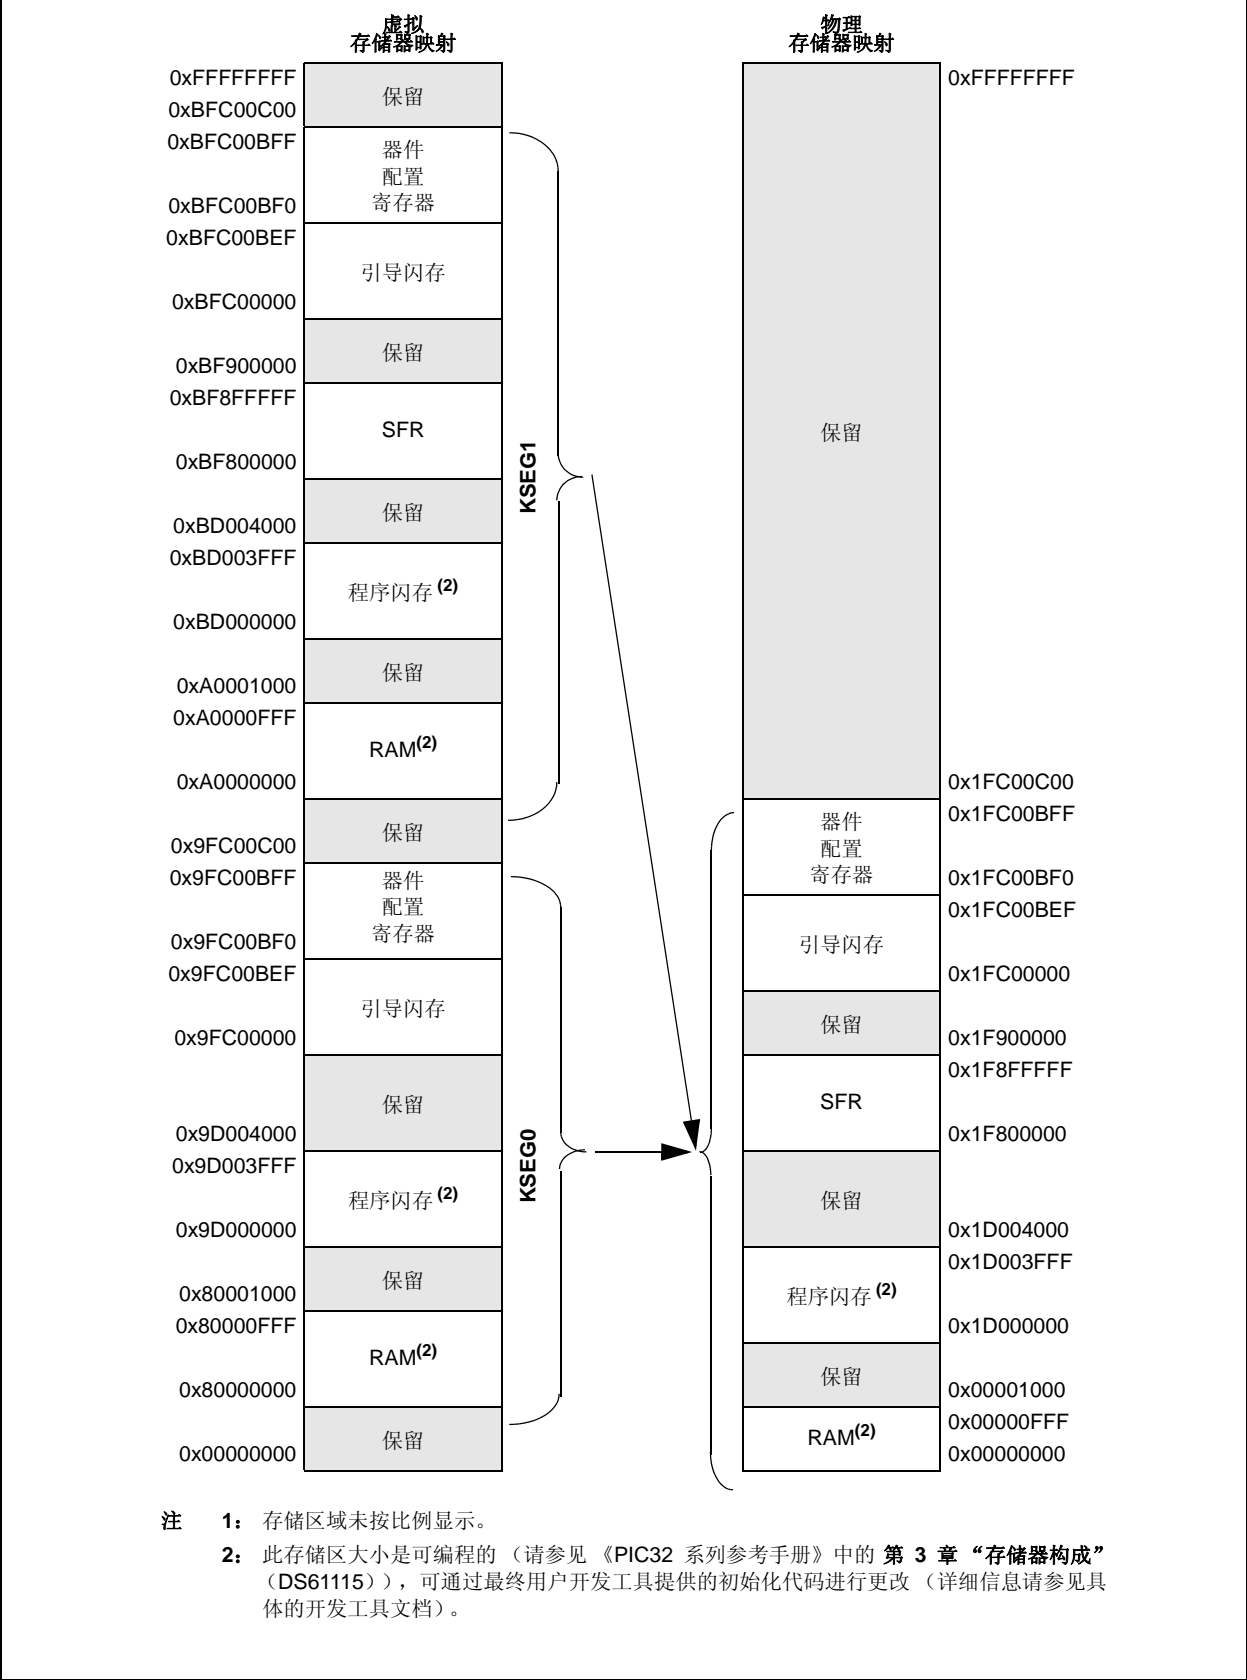 虚拟
存储器映射
0xFFFFFFFF
保留
0xBFC00C00
0xBFC00BFF
器件
配置
寄存器
0xBFC00BF0
0xBFC00BEF
引导闪存
0xBFC00000
保留
0xBF900000
0xBF8FFFFF
SFR
0xBF800000
保留
0xBD004000
0xBD003FFF
程序闪存(2)
0xBD000000
保留
0xA0001000
0xA0000FFF
RAM(2)
0xA0000000
保留
0x9FC00C00
0x9FC00BFF
器件
配置
寄存器
0x9FC00BF0
0x9FC00BEF
引导闪存
0x9FC00000
保留
0x9D004000
0x9D003FFF
程序闪存(2)
0x9D000000
保留
0x80001000
0x80000FFF
RAM(2)
0x80000000
保留
0x00000000
KSEG1
KSEG0
物理
存储器映射
0xFFFFFFFF
保留
0x1FC00C00
0x1FC00BFF
器件
配置
寄存器
0x1FC00BF0
0x1FC00BEF
引导闪存
0x1FC00000
保留
0x1F900000
0x1F8FFFFF
SFR
0x1F800000
保留
0x1D004000
0x1D003FFF
程序闪存(2)
0x1D000000
保留
0x00001000
0x00000FFF
RAM(2)
0x00000000
注 1： 存储区域未按比例显示。
2： 此存储区大小是可编程的（请参见《PIC32 系列参考手册》中的 第 3 章 “存储器构成”
（DS61115）），可通过最终用户开发工具提供的初始化代码进行更改（详细信息请参见具
体的开发工具文档）。